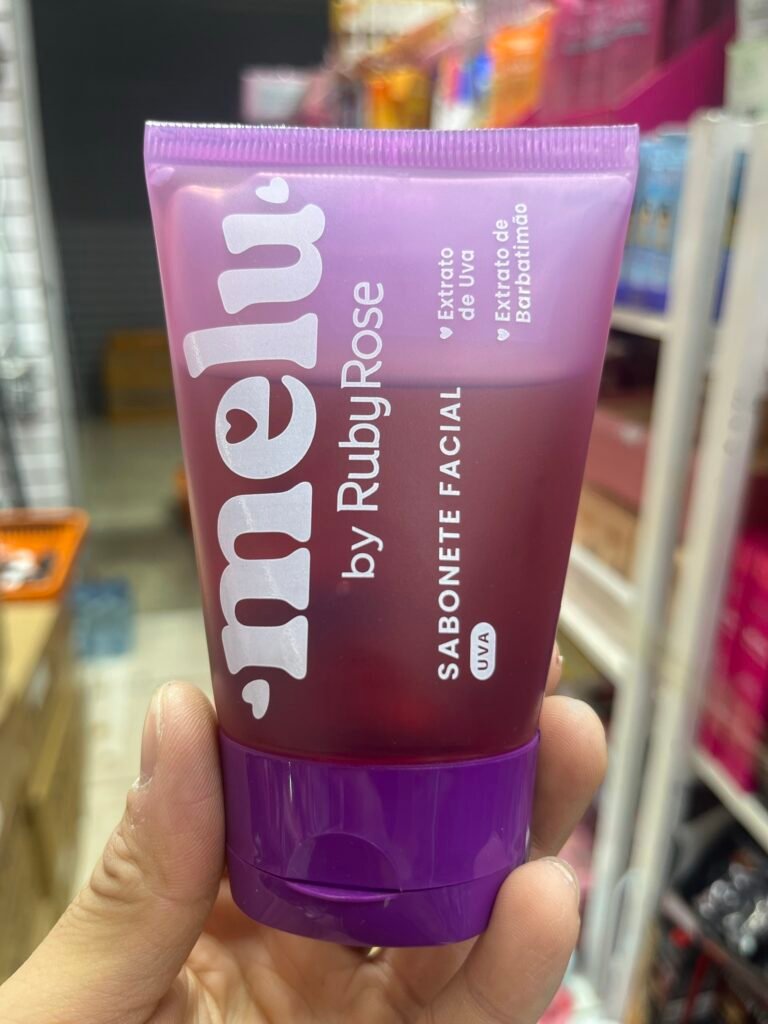 melu
by RubyRose
SABONETE FACIAL
UVA
Extrato
de Uva
Extrato de
Barbatimão